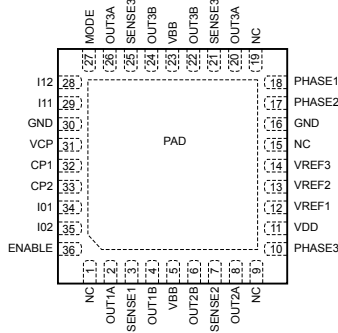 MODE
OUT3A
SENSE3
OUT3B
VBB
OUT3B
SENSE3
OUT3A
NC
27
26
25
24
23
22
21
20
19
I12 28
I11 29
GND 30
VCP 31
CP1 32
CP2 33
I01 34
I02 35
ENABLE 36
PAD
18 PHASE1
17 PHASE2
16 GND
15 NC
14 VREF3
13 VREF2
12 VREF1
11 VDD
10 PHASE3
1
2
3
4
5
6
7
8
9
NC
OUT1A
SENSE1
OUT1B
VBB
OUT2B
SENSE2
OUT2A
NC